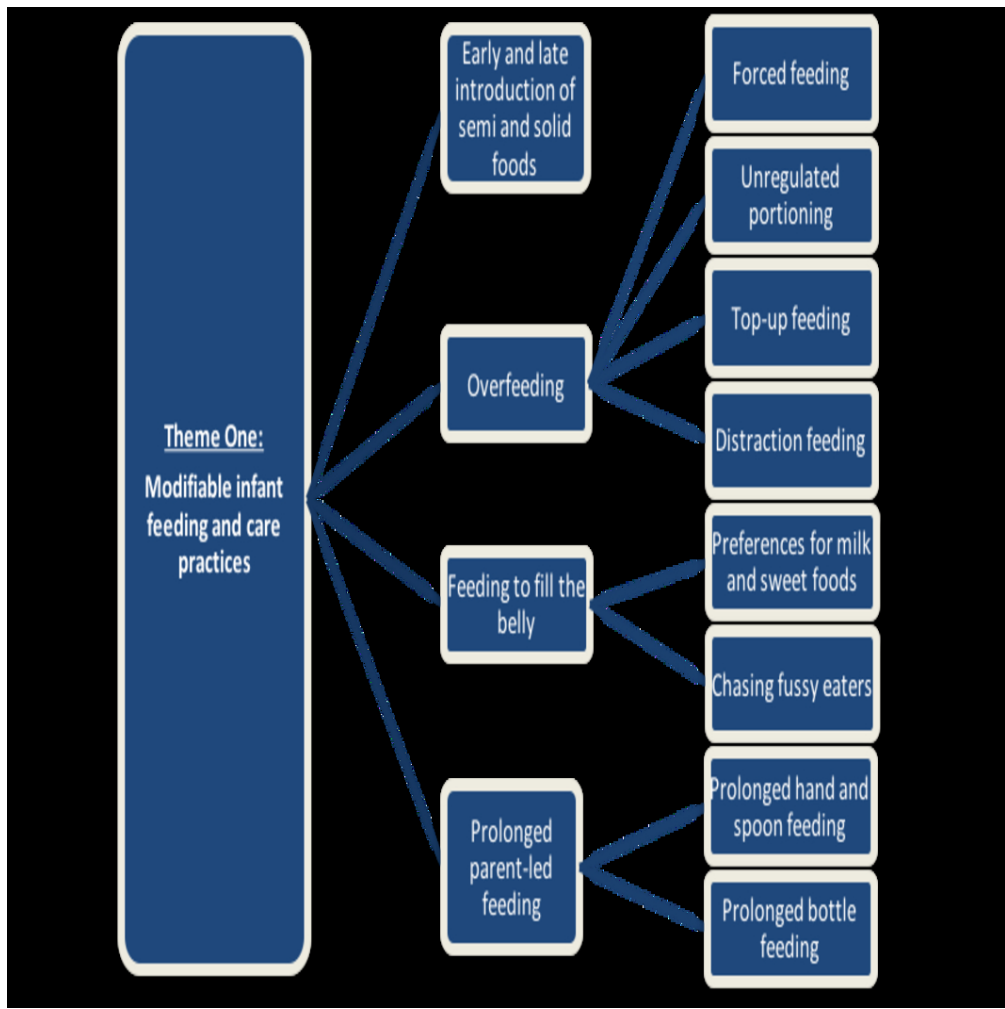 Theme One:
Modifiable infant
feeding and care
practices
Early and late
introduction of
semi and solid
foods
Overfeeding
Feeding to fill the
belly
Prolonged
parent-led
feeding
Forced feeding
Unregulated
portioning
Top-up feeding
Distraction feeding
Preferences for milk
and sweet foods
Chasing fussy eaters
Prolonged hand and
spoon feeding
Prolonged bottle
feeding